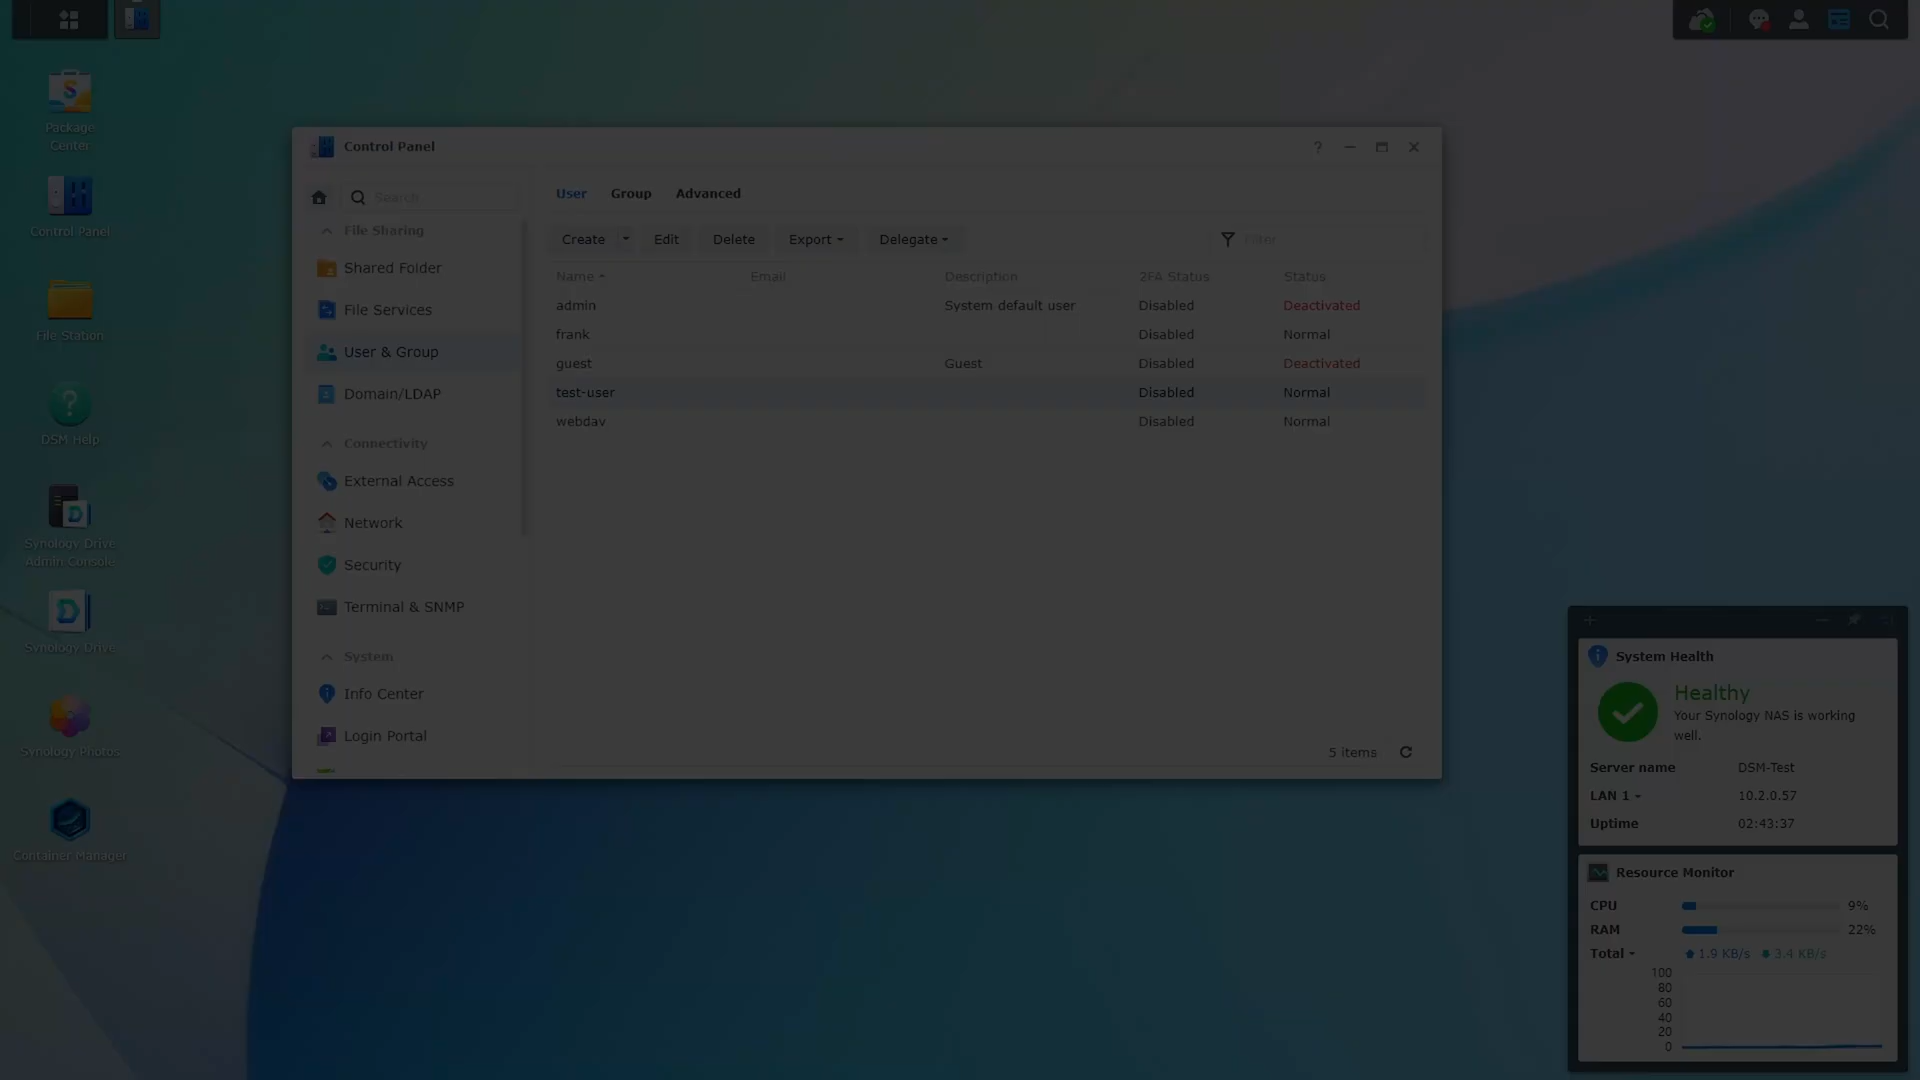 Package
Center
Control Panel
File Station
DSM Help
Synology Drive
Admin Console
Synology Drive
Synology Photos
Container Manager
Control Panel
Search
File Sharing
Shared Folder
File Services
User & Group
Domain/LDAP
Connectivity
External Access
Network
Security
Terminal & SNMP
System
Info Center
Login Portal
User Group Advanced
Create Edit Delete Export Delegate Filter
Name Email Description 2FA Status Status
admin System default user Disabled Deactivated
frank Disabled Normal
guest Guest Disabled Deactivated
test-user Disabled Normal
webdav Disabled Normal
5 items
System Health
Healthy
Your Synology NAS is working
well.
Server name DSM-Test
LAN 1 10.2.0.57
Uptime 02:43:37
Resource Monitor
CPU 9%
RAM 22%
Total 1.9 KB/s 3.4 KB/s
100
80
60
40
20
0